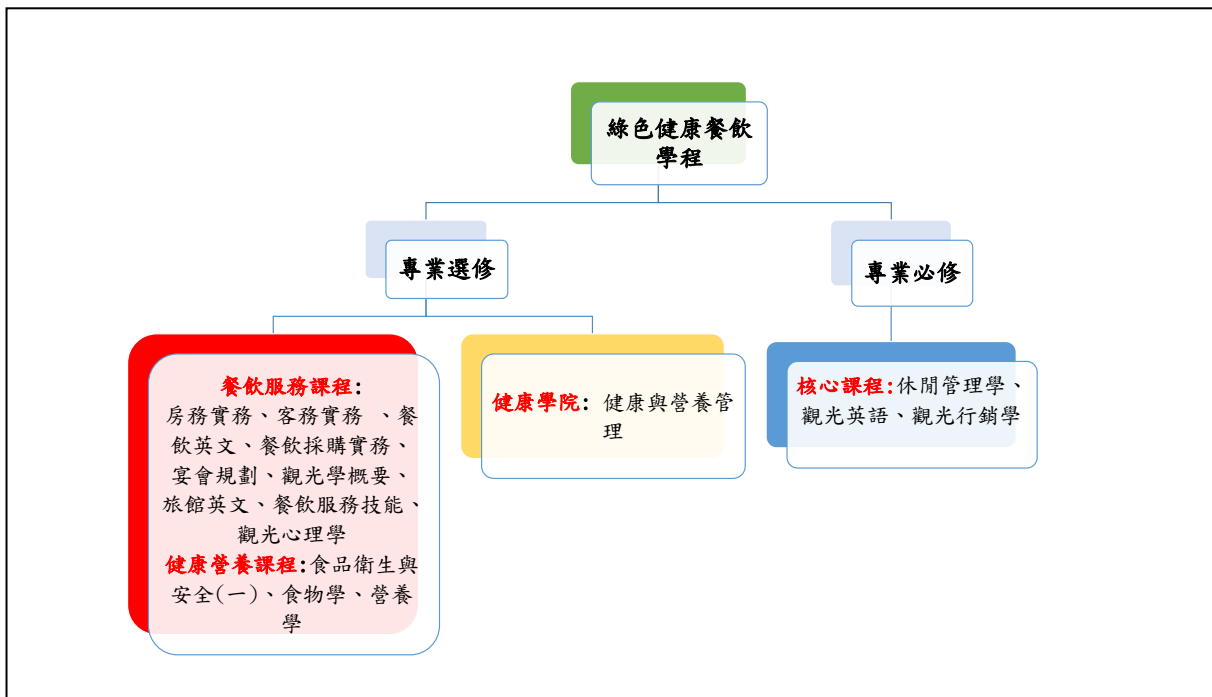 綠色健康餐飲
學程
專業選修
專業必修
餐飲服務課程：
房務實務、客務實務 、餐
飲英文、餐飲採購實務、
宴會規劃、觀光學概要、
旅館英文、餐飲服務技能、
觀光心理學
健康營養課程：食品衛生與
安全(一)、食物學、營養
學
健康學院：健康與營養管
理
核心課程：休閒管理學、
觀光英語、觀光行銷學